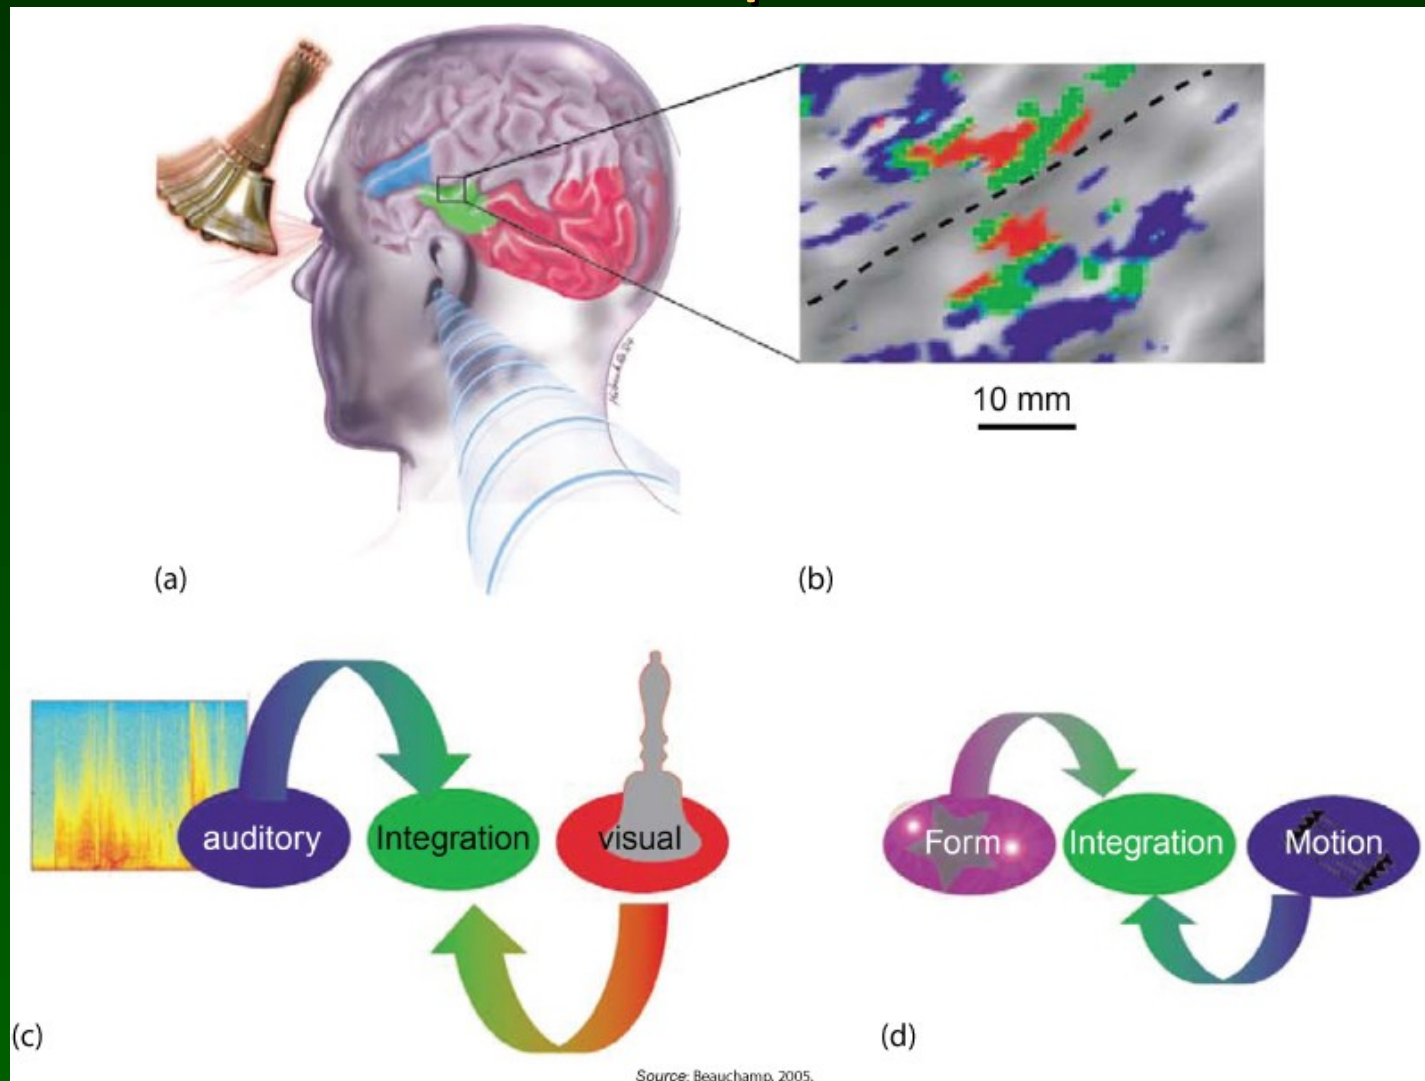 10 mm
(a)
(b)
auditory
Integration
visual
Form
Integration
Motion
(c)
(d)
Source: Beauchamp, 2005.